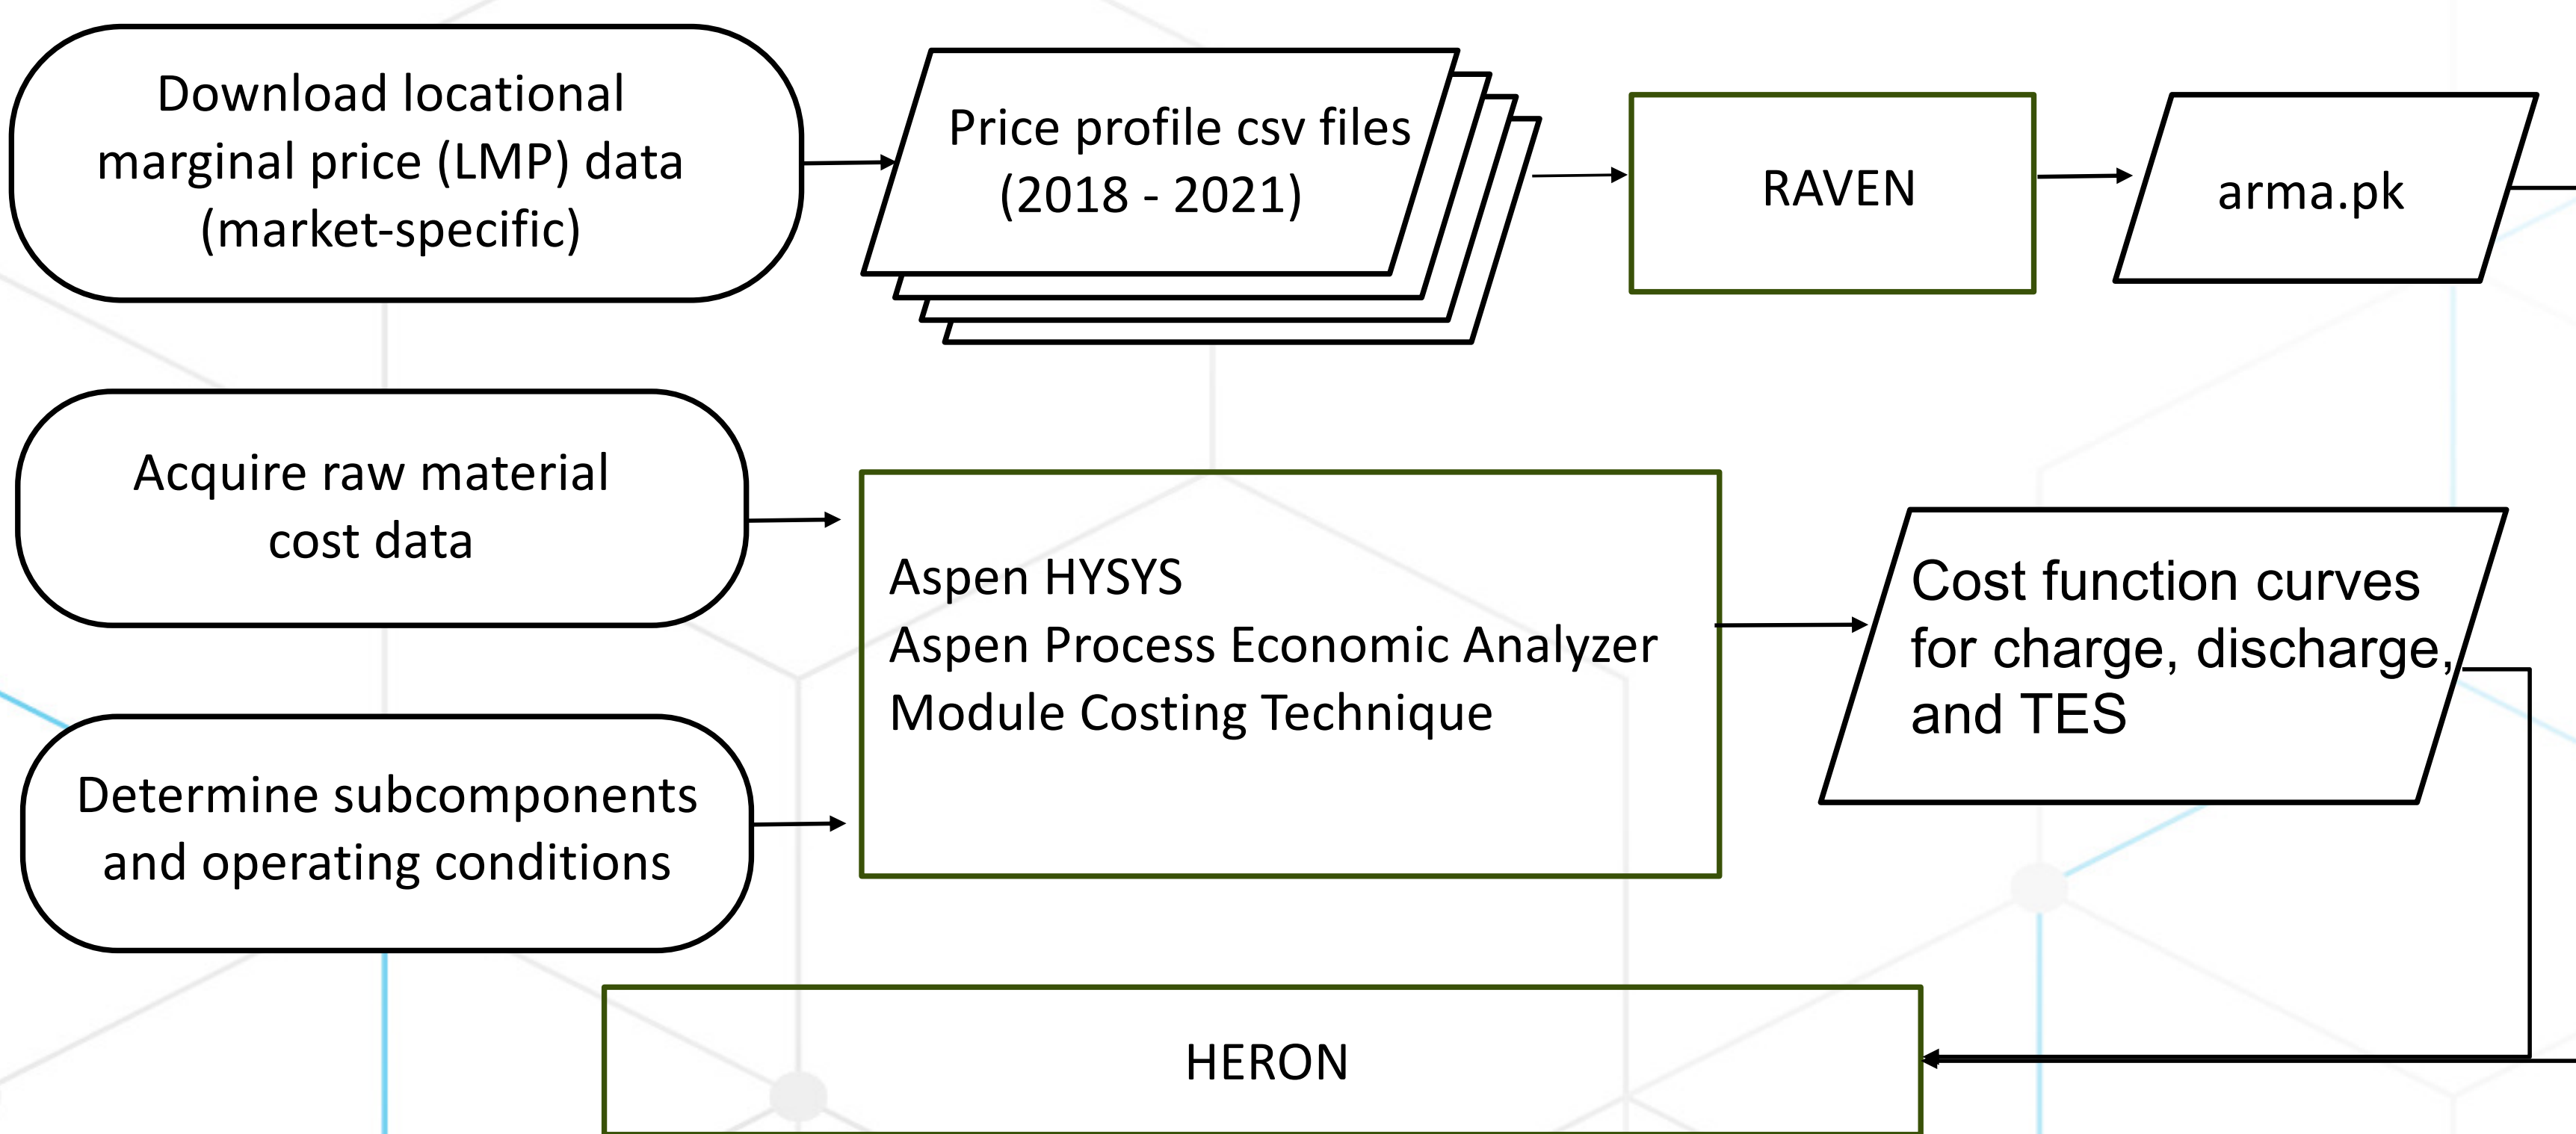 Download locational
marginal price (LMP) data
(market-specific)
Price profile csv files
(2018 - 2021)
RAVEN
arma.pk
Acquire raw material
cost data
Aspen HYSYS
Aspen Process Economic Analyzer
Module Costing Technique
Cost function curves
for charge, discharge,
and TES
Determine subcomponents
and operating conditions
HERON